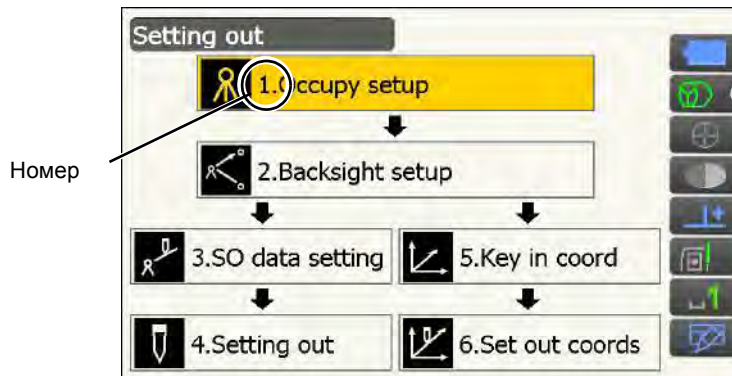 Setting out
1.Occupy setup
Номер
2.Backsight setup
3.SO data setting
5.Key in coord
4.Setting out
6.Set out coords